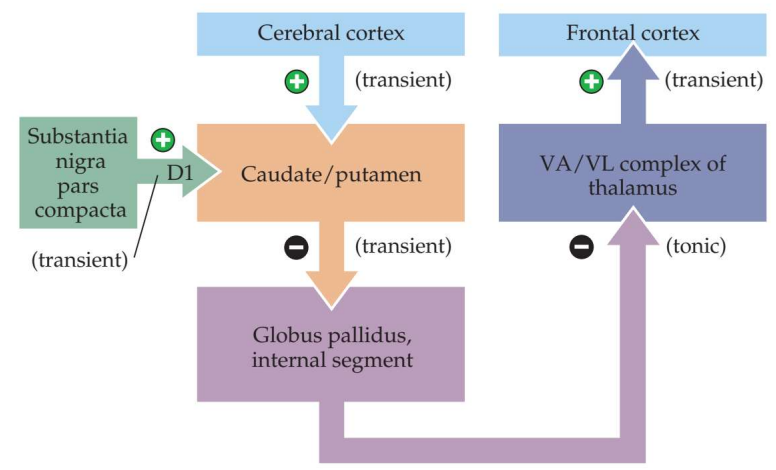 Cerebral cortex
Frontal cortex
+
(transient)
+
(transient)
Substantia
nigra
pars
compacta
+
D1
Caudate/putamen
VA/VL complex of
thalamus
(transient)
−
(transient)
−
(tonic)
Globus pallidus,
internal segment